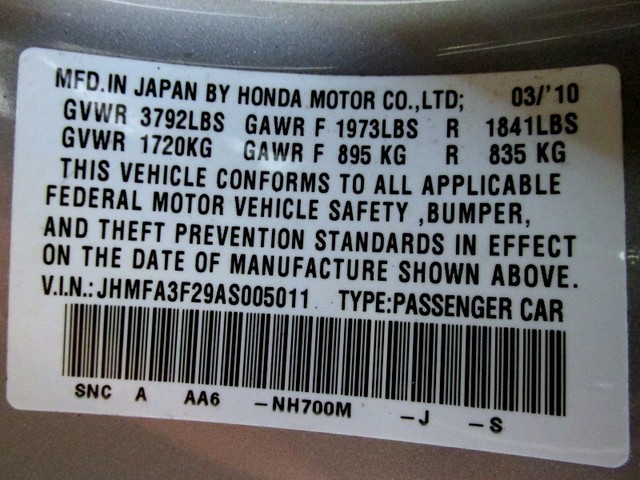 MFD.IN JAPAN BY HONDA MOTOR CO.,LTD; 03/'10
GVWR 3792LBS GAWR F 1973LBS R 1841LBS
GVWR 1720KG GAWR F 895 KG R 835 KG
THIS VEHICLE CONFORMS TO ALL APPLICABLE
FEDERAL MOTOR VEHICLE SAFETY ,BUMPER,
AND THEFT PREVENTION STANDARDS IN EFFECT
ON THE DATE OF MANUFACTURE SHOWN ABOVE.
V.I.N.: JHMFA3F29AS005011 TYPE:PASSENGER CAR
SNC A AA6 -NH700M -J -S